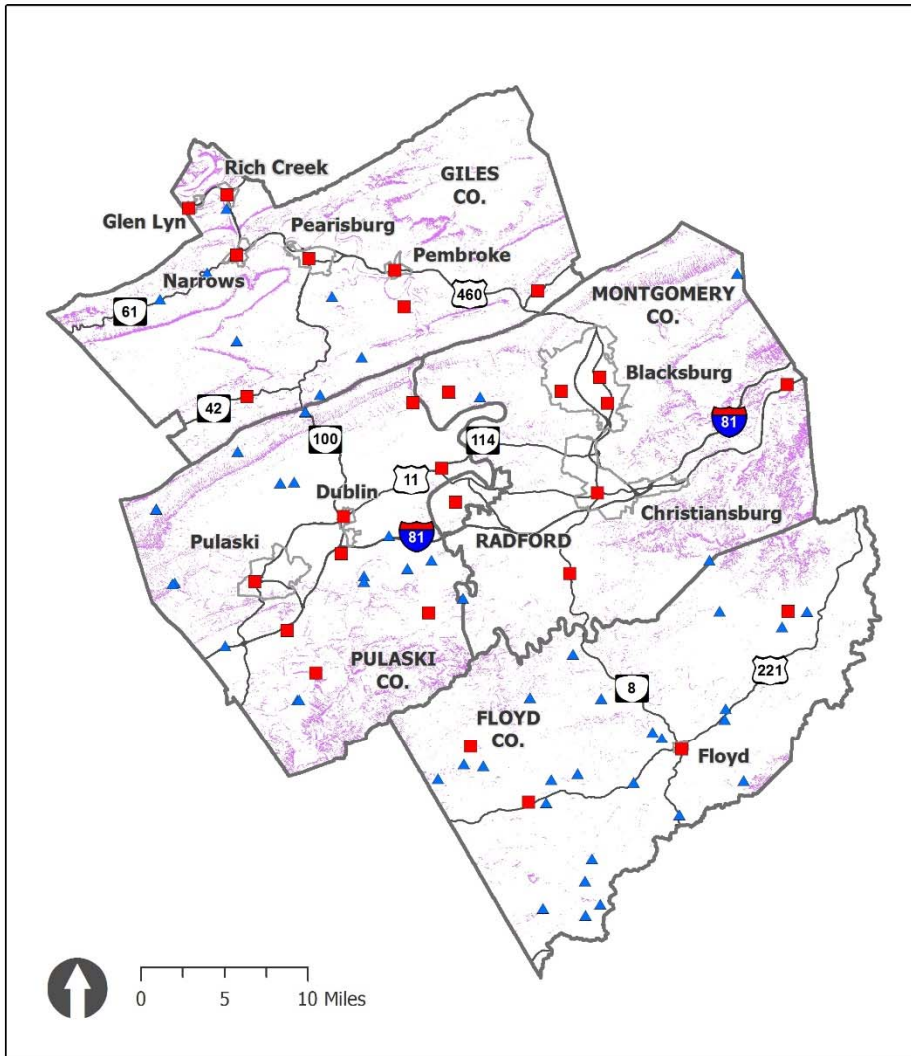 Rich Creek
GILES
CO.
Glen Lyn
Pearisburg
Pembroke
Narrows
460
MONTGOMERY
CO.
61
Blacksburg
42
81
100
114
11
Dublin
Christiansburg
Pulaski
81
RADFORD
PULASKI
CO.
221
8
FLOYD
CO.
Floyd
0 5 10 Miles